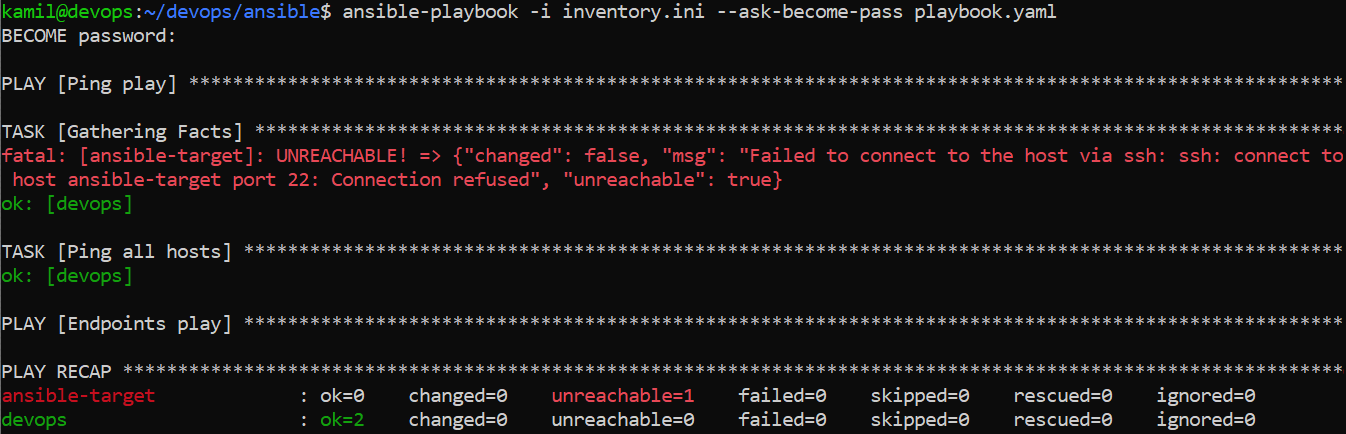 kamil@devops:~/devops/ansible$ ansible-playbook -i inventory.ini --ask-become-pass playbook.yaml
BECOME password:
PLAY [Ping play] *********************************************************************************************************
TASK [Gathering Facts] ***************************************************************************************************
fatal: [ansible-target]: UNREACHABLE! => {"changed": false, "msg": "Failed to connect to the host via ssh: ssh: connect to
 host ansible-target port 22: Connection refused", "unreachable": true}
ok: [devops]
TASK [Ping all hosts] ****************************************************************************************************
ok: [devops]
PLAY [Endpoints play] ****************************************************************************************************
PLAY RECAP ***************************************************************************************************************
ansible-target             : ok=0    changed=0    unreachable=1    failed=0    skipped=0    rescued=0    ignored=0
devops                     : ok=2    changed=0    unreachable=0    failed=0    skipped=0    rescued=0    ignored=0